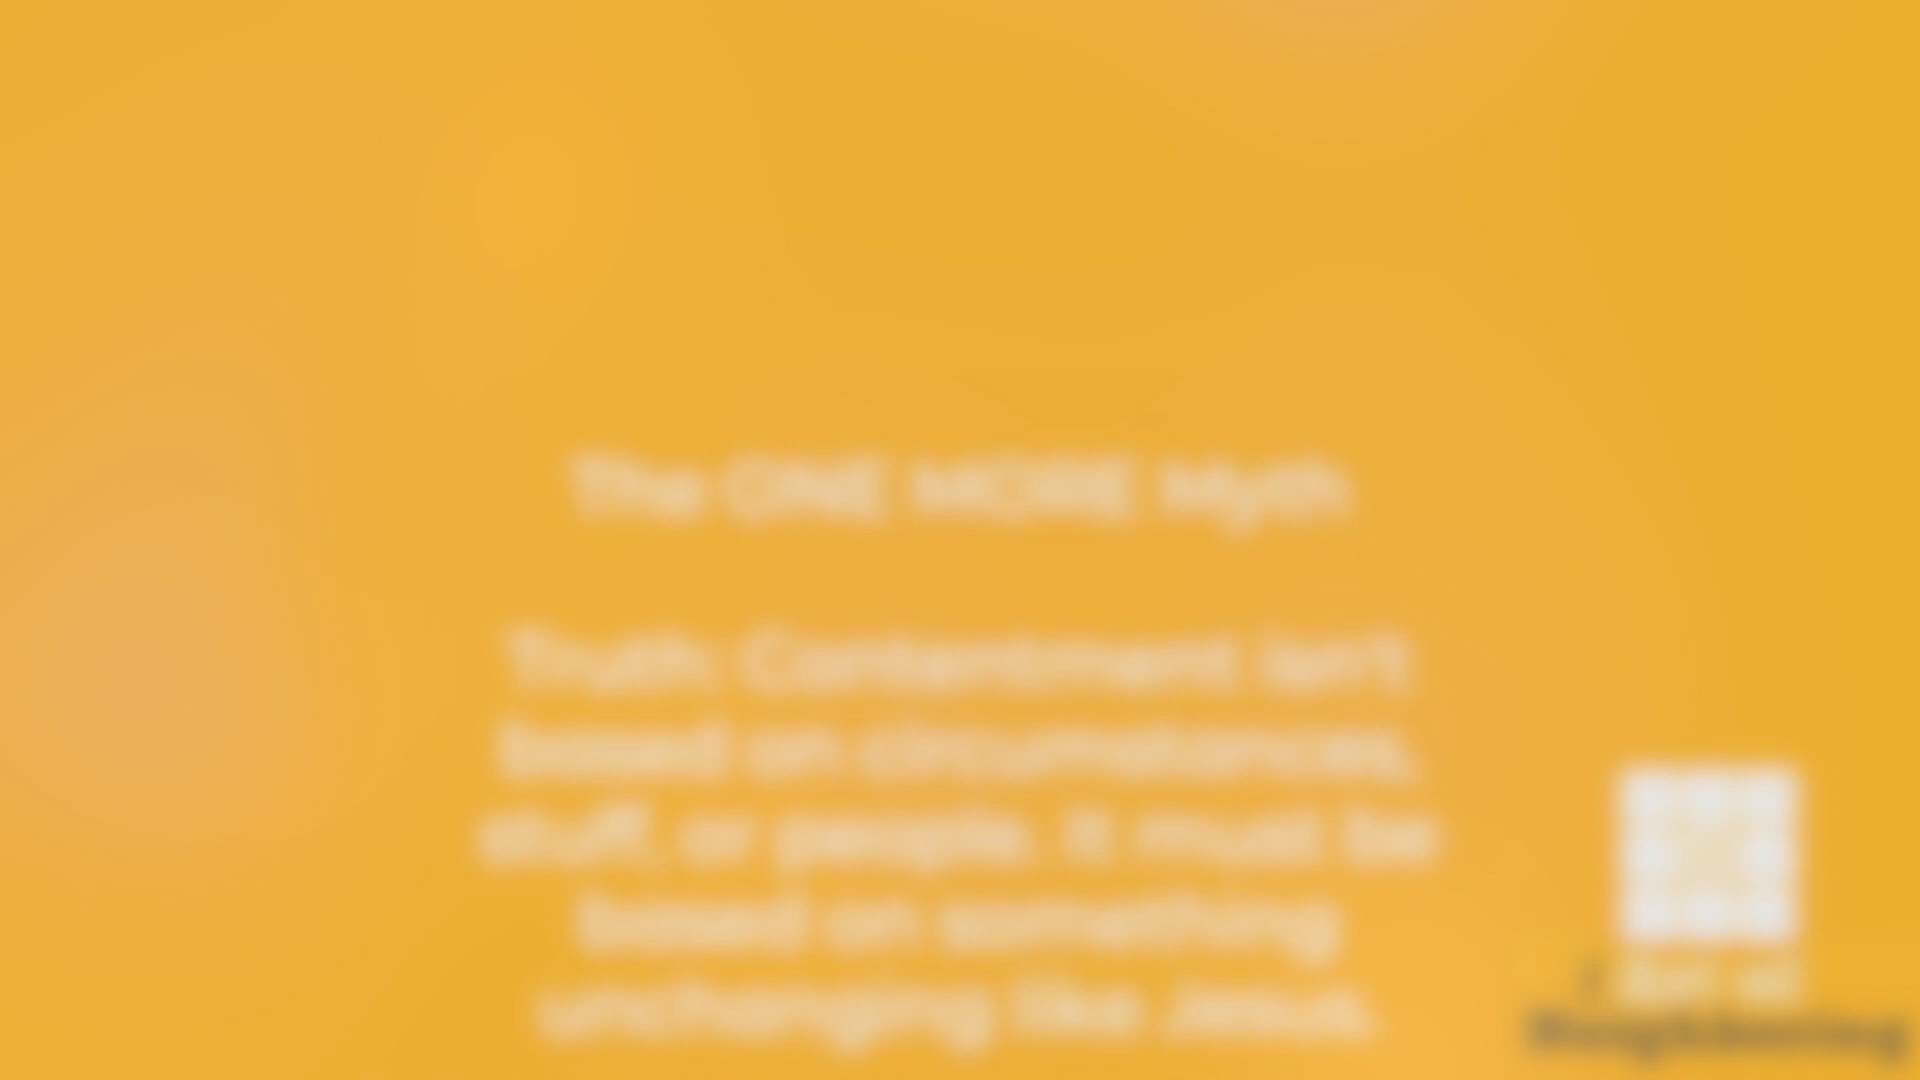 The ONE MORE Myth
Truth: Contentment isn't
based on circumstances,
stuff, or people. It must be
based on something
unchanging like Jesus.
Neighboring